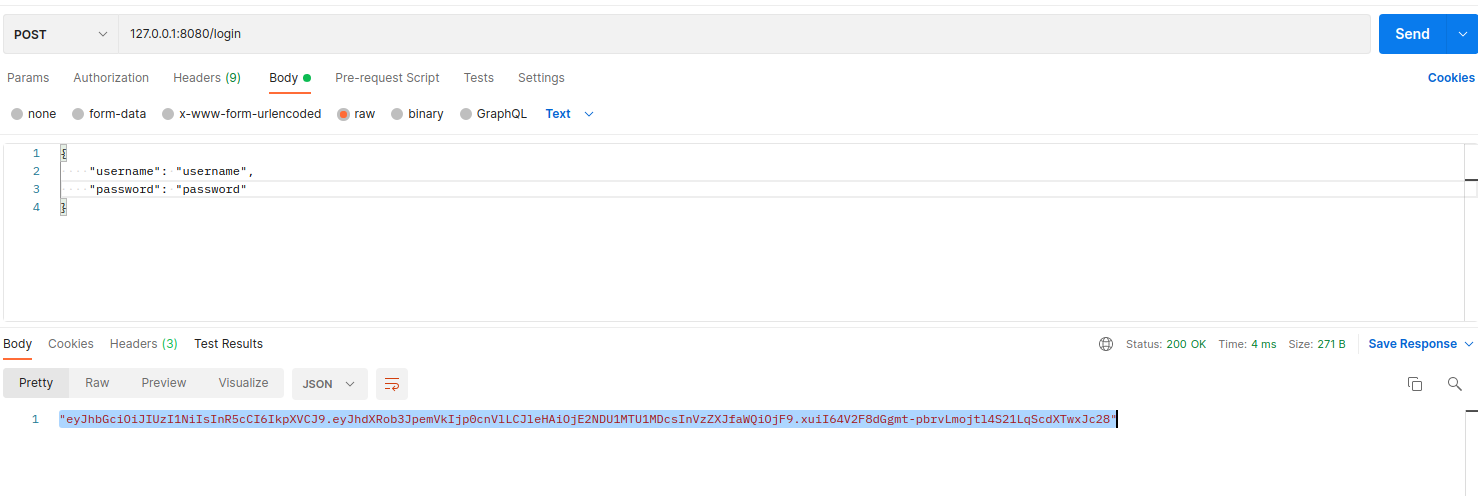 POST 127.0.0.1:8080/login Send
Params Authorization Headers (9) Body Pre-request Script Tests Settings Cookies
none form-data x-www-form-urlencoded raw binary GraphQL Text
1 {
2 "username": "username",
3 "password": "password"
4 }
Body Cookies Headers (3) Test Results Status: 200 OK Time: 4 ms Size: 271 B Save Response
Pretty Raw Preview Visualize JSON
1 "eyJhbGciOiJIUzI1NiIsInR5cCI6IkpXVCJ9.eyJhdXRob3JpemVkIjp0cnVlLCJleHAiOjE2NDU1MTU1MDcsInVzZXJfaWQiOjF9.xuiI64V2F8dGgmt-pbrvLmojtl4S21LqScdXTwxJc28"